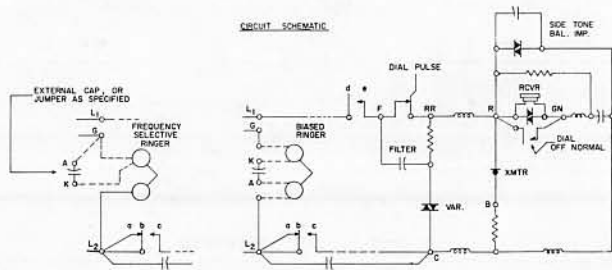 CIRCUIT SCHEMATIC
SIDE TONE
BAL. IMP.
DIAL PULSE
EXTERNAL CAP, OR
JUMPER AS SPECIFIED
d e
F
RR
R
RCVR
GN
L1
G
FREQUENCY
SELECTIVE
RINGER
A
K
L1
G
BIASED
RINGER
K
A
FILTER
DIAL
OFF NORMAL
XMTR
VAR.
B
L2
a b c
L2
a b c
C